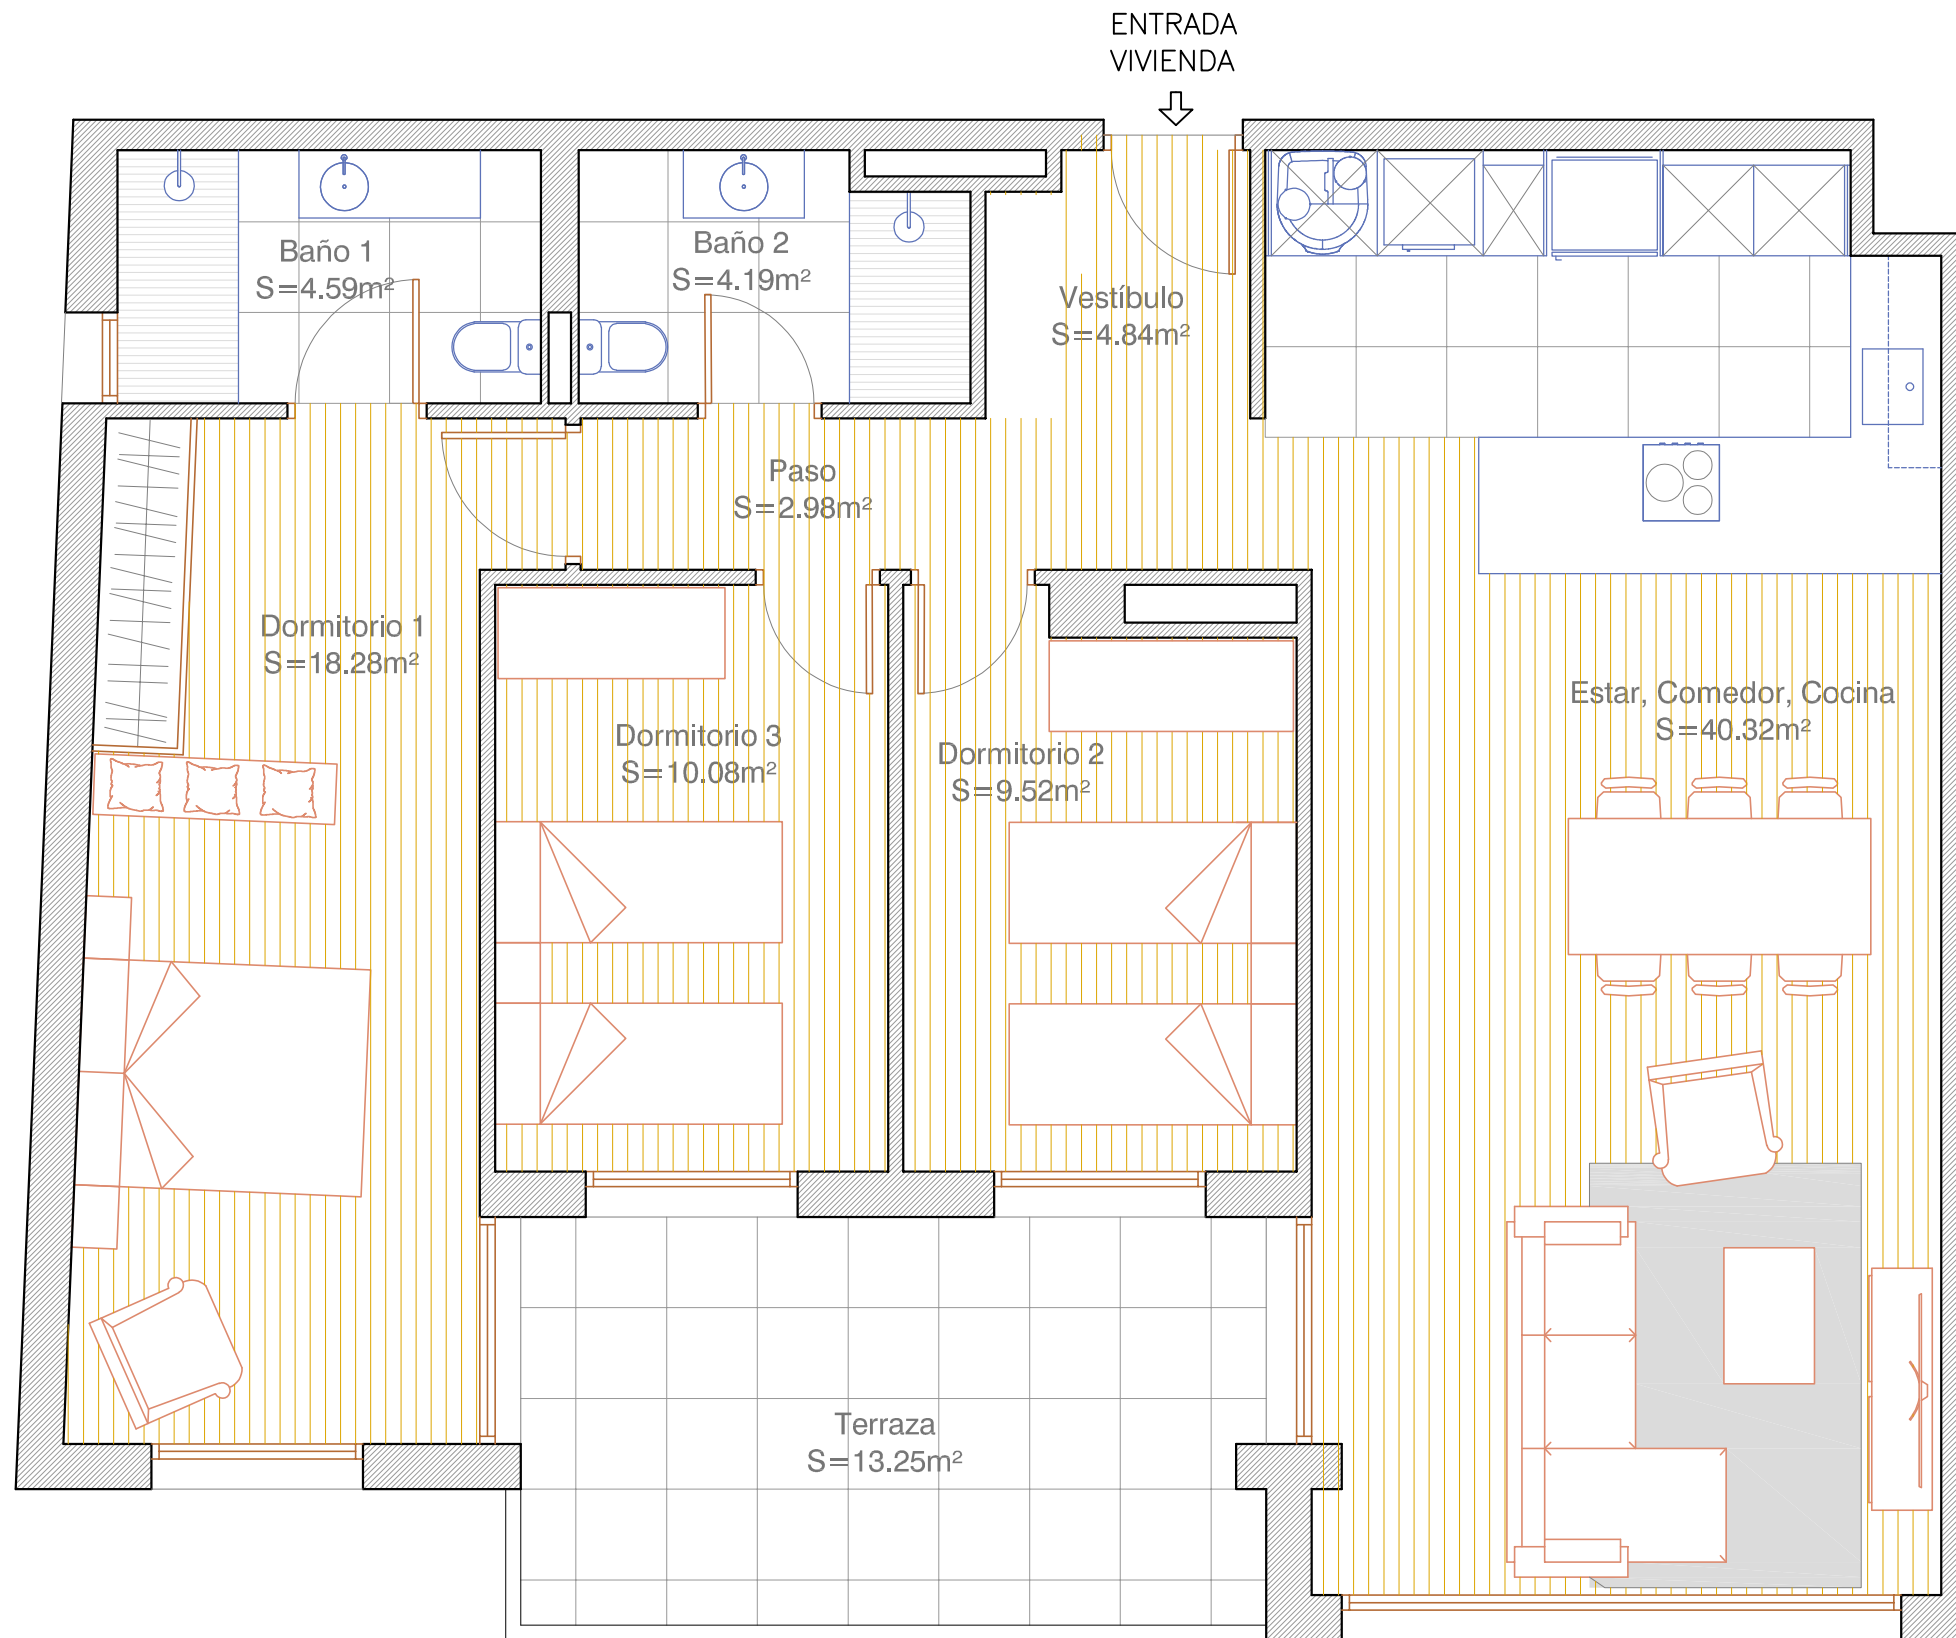 ENTRADA
VIVIENDA
Baño 1
S=4.59m²
Baño 2
S=4.19m²
Vestíbulo
S=4.84m²
Paso
S=2.98m²
Dormitorio 1
S=18.28m²
Dormitorio 3
S=10.08m²
Dormitorio 2
S=9.52m²
Estar, Comedor, Cocina
S=40.32m²
Terraza
S=13.25m²